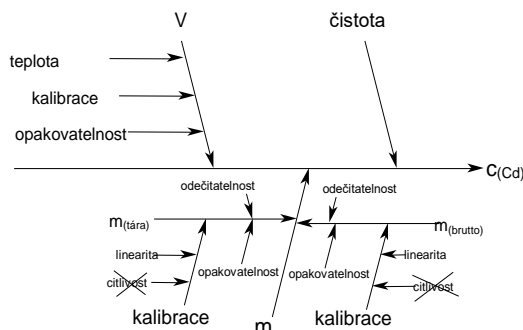 V
čistota
teplota
kalibrace
opakovatelnost
c(Cd)
odečitatelnost
odečitatelnost
m(tára)
m(brutto)
linearita
linearita
opakovatelnost
opakovatelnost
citlivost
citlivost
kalibrace
kalibrace
m